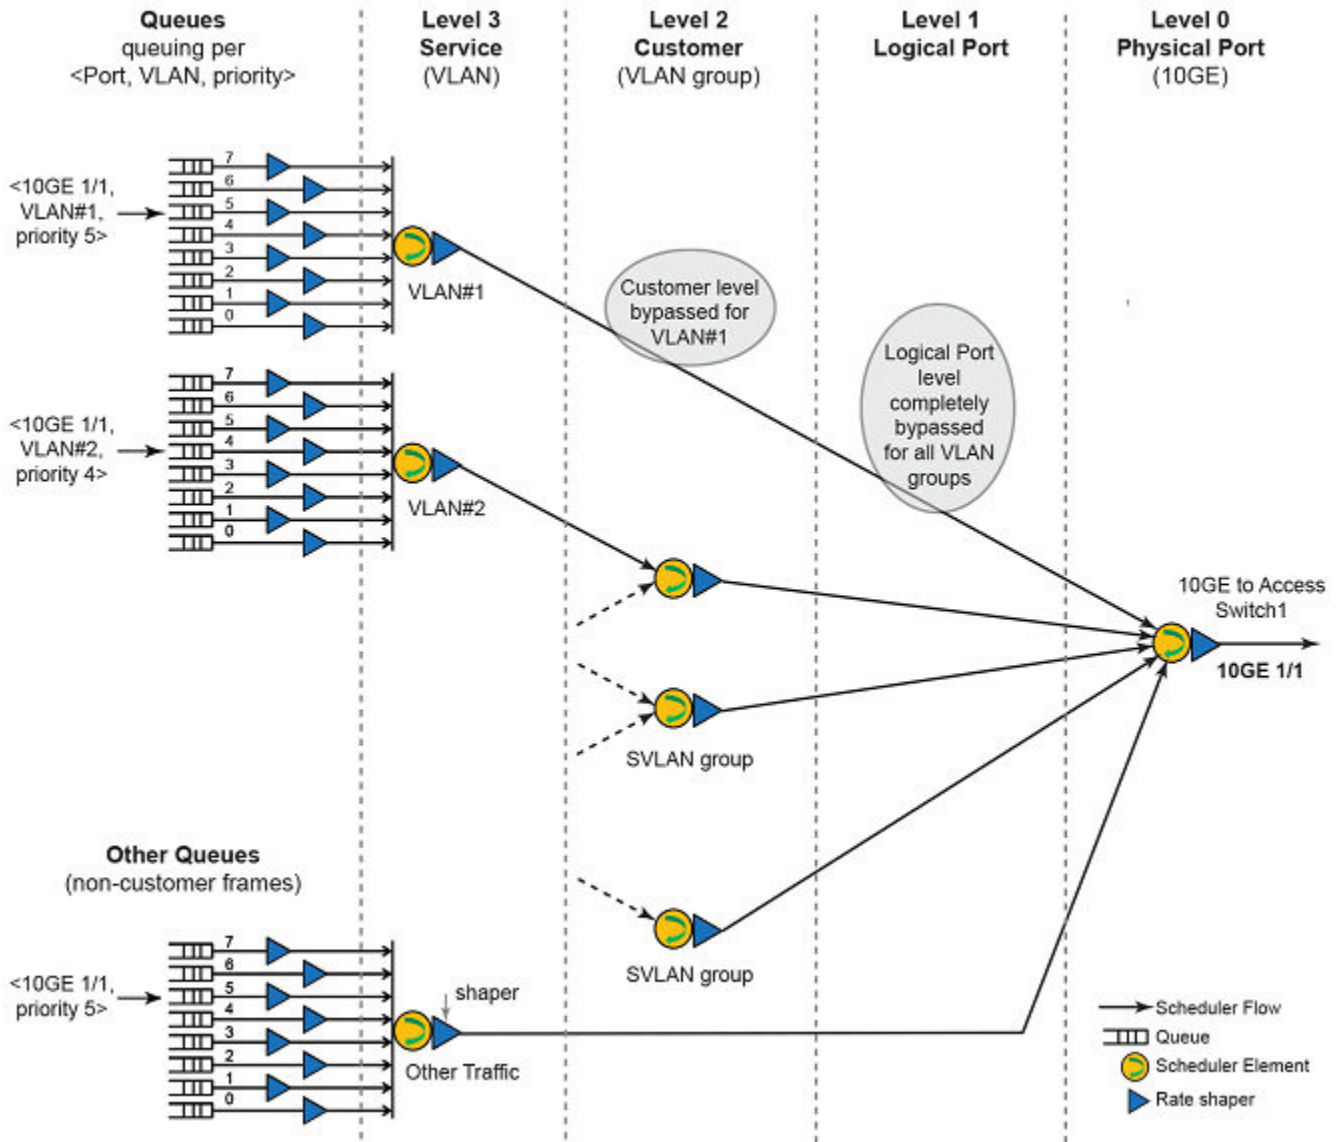 Queues
queuing per
<Port, VLAN, priority>
Level 3
Service
(VLAN)
Level 2
Customer
(VLAN group)
Level 1
Logical Port
Level 0
Physical Port
(10GE)
<10GE 1/1,
VLAN#1,
priority 5>
7
6
5
4
3
2
1
0
VLAN#1
Customer level
bypassed for
VLAN#1
Logical Port
level
completely
bypassed
for all VLAN
groups
<10GE 1/1,
VLAN#2,
priority 4>
7
6
5
4
3
2
1
0
VLAN#2
10GE to Access
Switch1
10GE 1/1
SVLAN group
SVLAN group
Other Queues
(non-customer frames)
<10GE 1/1,
priority 5>
7
6
5
4
3
2
1
0
shaper
Other Traffic
Scheduler Flow
Queue
Scheduler Element
Rate shaper